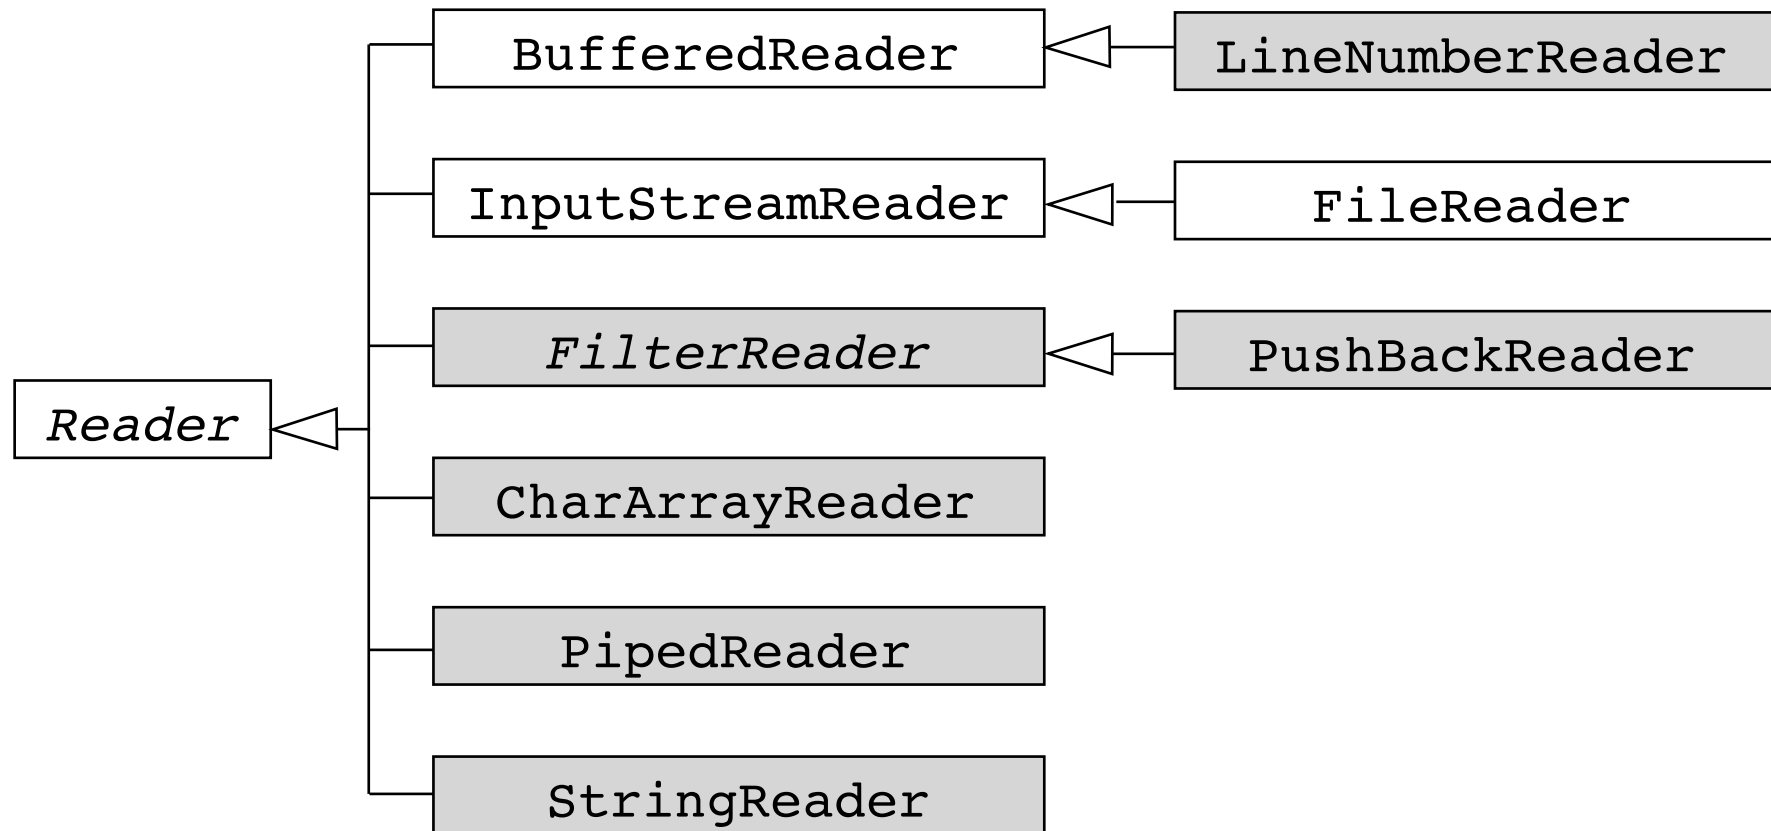 BufferedReader
LineNumberReader
InputStreamReader
FileReader
FilterReader
PushBackReader
Reader
CharArrayReader
PipedReader
StringReader